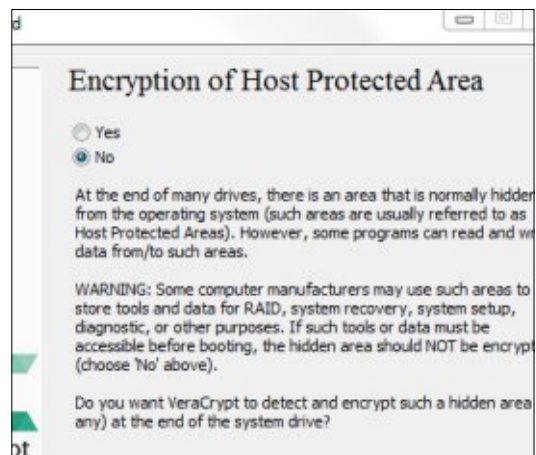 d
Encryption of Host Protected Area
Yes
No
At the end of many drives, there is an area that is normally hidden
from the operating system (such areas are usually referred to as
Host Protected Areas). However, some programs can read and wr
data from/to such areas.
WARNING: Some computer manufacturers may use such areas to
store tools and data for RAID, system recovery, system setup,
diagnostic, or other purposes. If such tools or data must be
accessible before booting, the hidden area should NOT be encrypt
(choose 'No' above).
Do you want VeraCrypt to detect and encrypt such a hidden area
any) at the end of the system drive?
pt